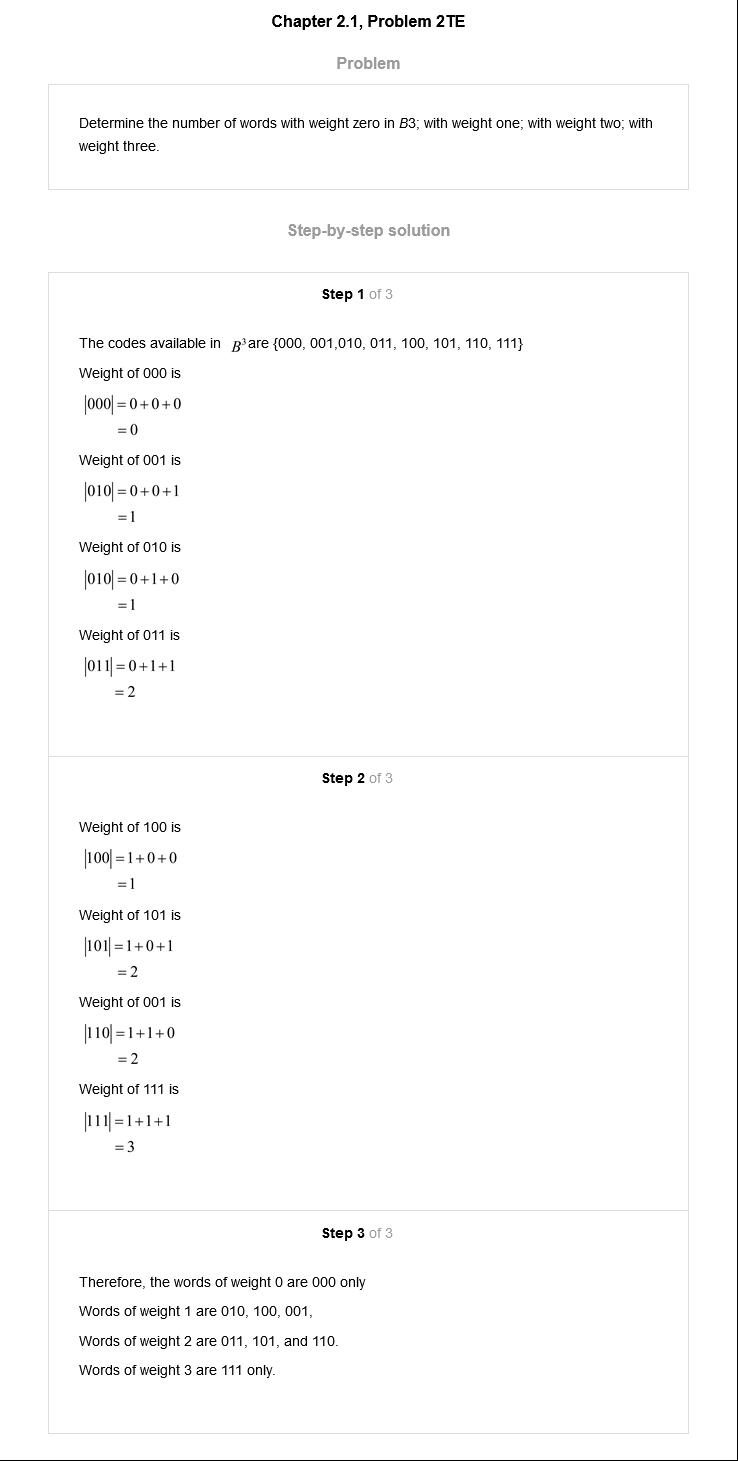 Chapter 2.1, Problem 2TE
Problem
Determine the number of words with weight zero in B3; with weight one; with weight two; with
weight three.
Step-by-step solution
Step 1 of 3
The codes available in B³ are {000, 001,010, 011, 100, 101, 110, 111}
Weight of 000 is
|000| = 0+0+0
= 0
Weight of 001 is
|010| = 0+0+1
= 1
Weight of 010 is
|010| = 0+1+0
= 1
Weight of 011 is
|011| = 0+1+1
= 2
Step 2 of 3
Weight of 100 is
|100| = 1+0+0
= 1
Weight of 101 is
|101| = 1+0+1
= 2
Weight of 001 is
|110| = 1+1+0
= 2
Weight of 111 is
|111| = 1+1+1
= 3
Step 3 of 3
Therefore, the words of weight 0 are 000 only
Words of weight 1 are 010, 100, 001,
Words of weight 2 are 011, 101, and 110.
Words of weight 3 are 111 only.